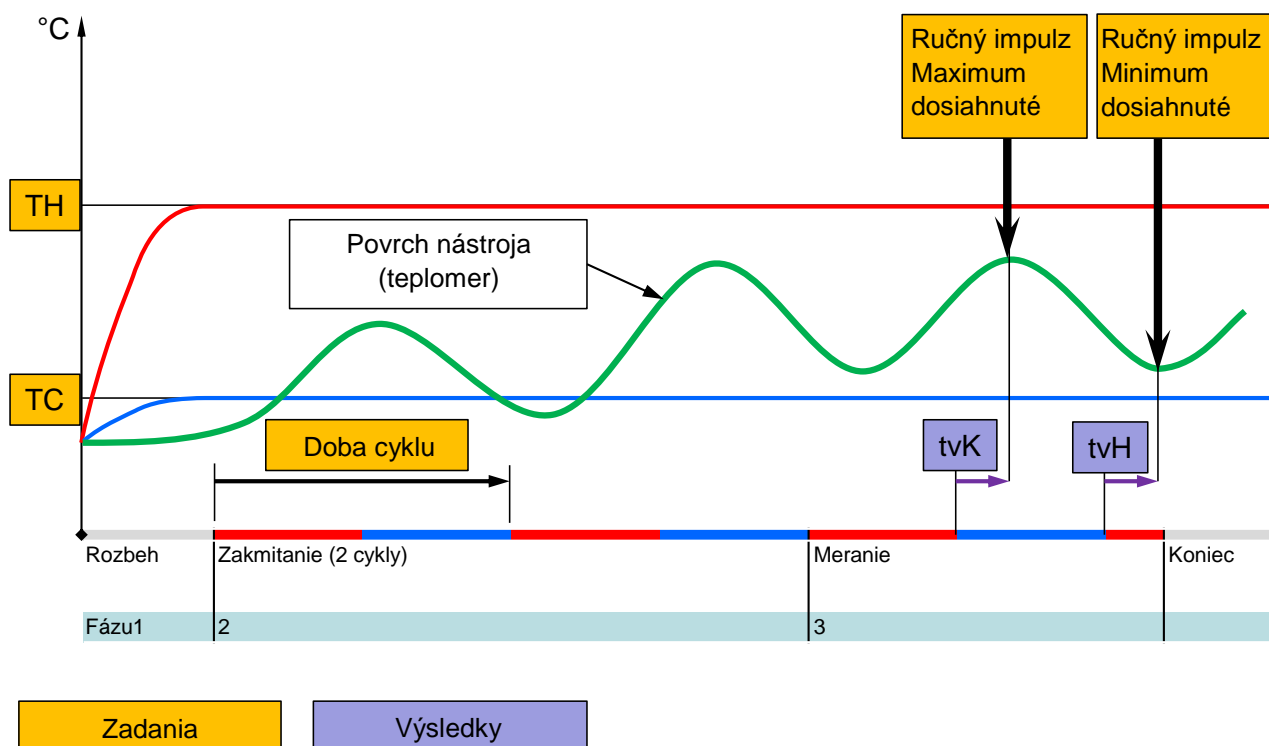 °C
Ručný impulz
Maximum
dosiahnuté
Ručný impulz
Minimum
dosiahnuté
TH
Povrch nástroja
(teplomer)
TC
Doba cyklu
tvK
tvH
Rozbeh
Zakmitanie (2 cykly)
Meranie
Koniec
Fázu1
2
3
Zadania
Výsledky